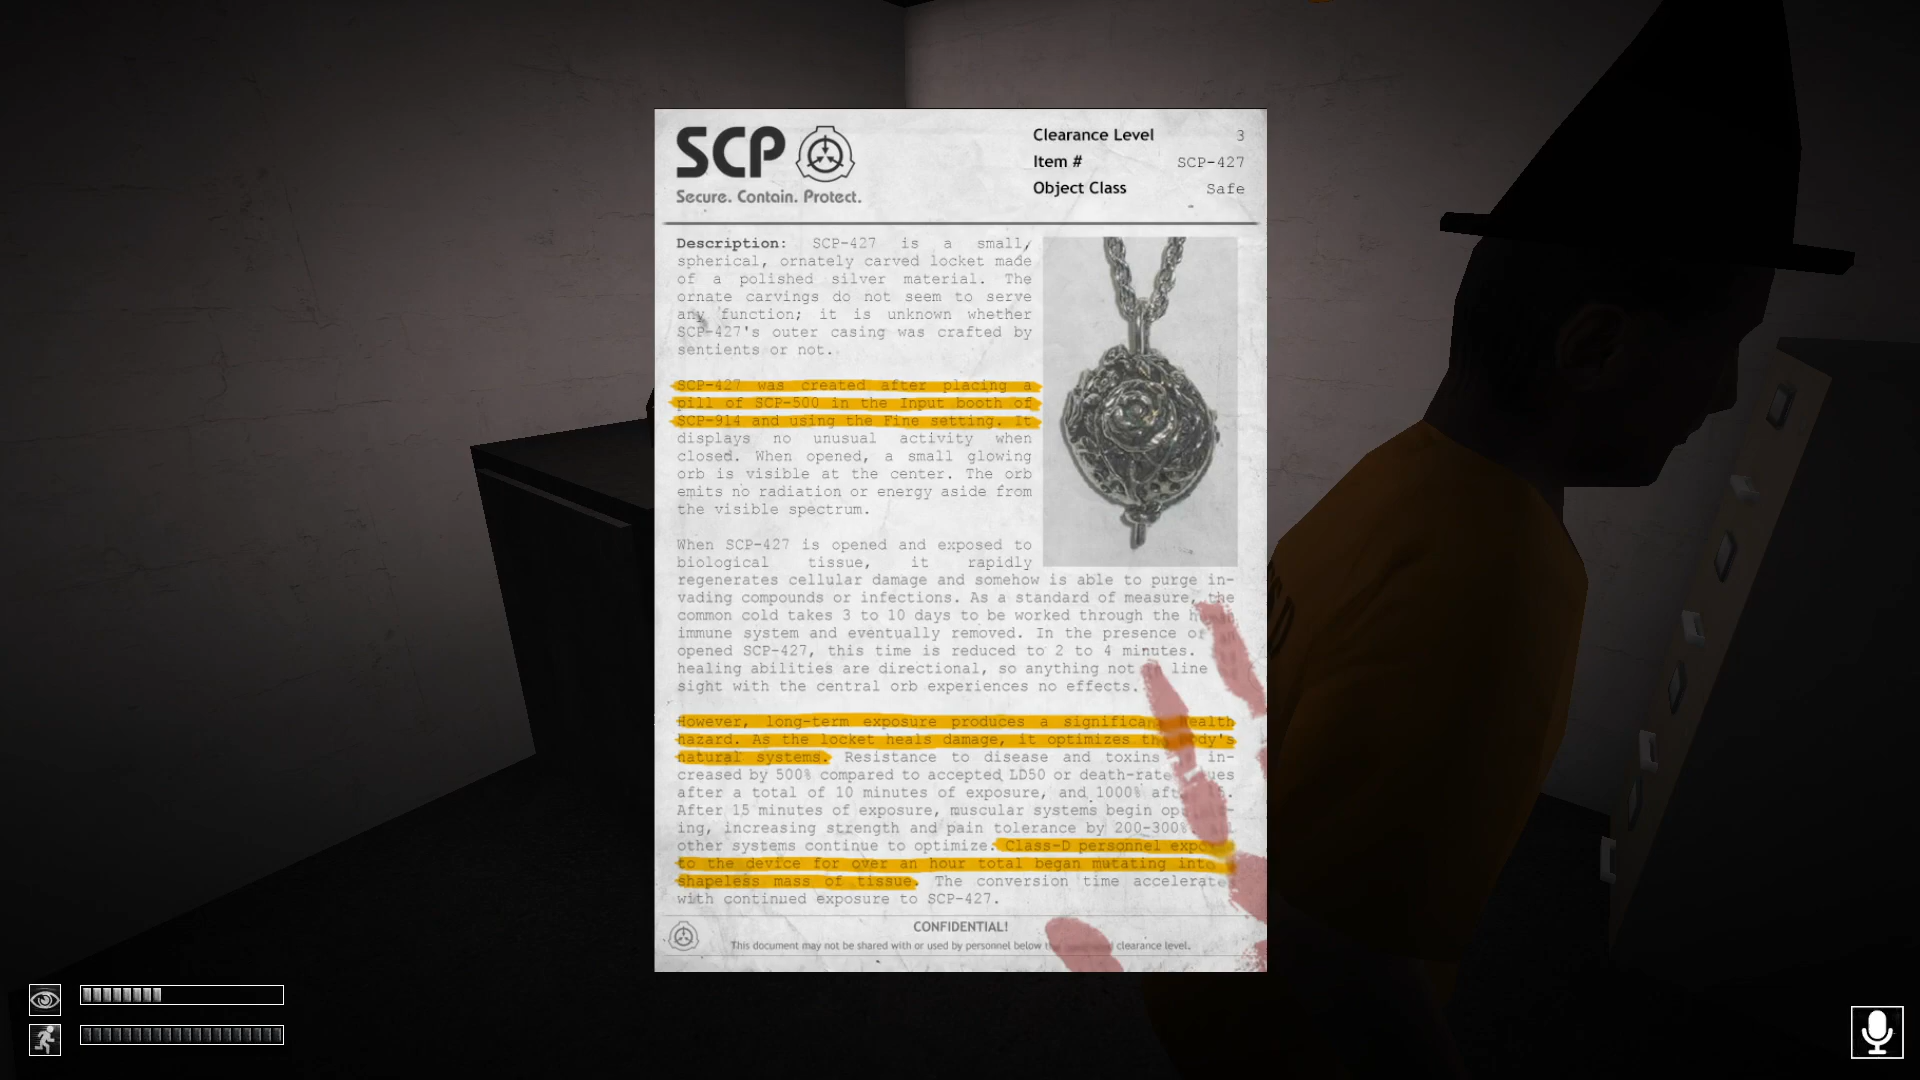 SCP
Secure. Contain. Protect.
Clearance Level 3
Item # SCP-427
Object Class Safe
Description: SCP-427 is a small,
spherical, ornately carved locket made
of a polished silver material. The
ornate carvings do not seem to serve
any function; it is unknown whether
SCP-427's outer casing was crafted by
sentients or not.
SCP-427 was created after placing a
pill of SCP-500 in the Input booth of
SCP-914 and using the Fine setting. It
displays no unusual activity when
closed. When opened, a small glowing
orb is visible at the center. The orb
emits no radiation or energy aside from
the visible spectrum.
When SCP-427 is opened and exposed to
biological tissue, it rapidly
regenerates cellular damage and somehow is able to purge in-
vading compounds or infections. As a standard of measure, the
common cold takes 3 to 10 days to be worked through the human
immune system and eventually removed. In the presence of an
opened SCP-427, this time is reduced to 2 to 4 minutes.
healing abilities are directional, so anything not in line
sight with the central orb experiences no effects.
However, long-term exposure produces a significant health
hazard. As the locket heals damage, it optimizes the body's
natural systems. Resistance to disease and toxins in-
creased by 500% compared to accepted LD50 or death-rate
after a total of 10 minutes of exposure, and 1000% after 15.
After 15 minutes of exposure, muscular systems begin
ing, increasing strength and pain tolerance by 200-300%.
other systems continue to optimize. Class-D personnel
to the device for over an hour total began mutating into
shapeless mass of tissue. The conversion time accelerate
with continued exposure to SCP-427.
CONFIDENTIAL!
This document may not be shared with or used by personnel below clearance level.